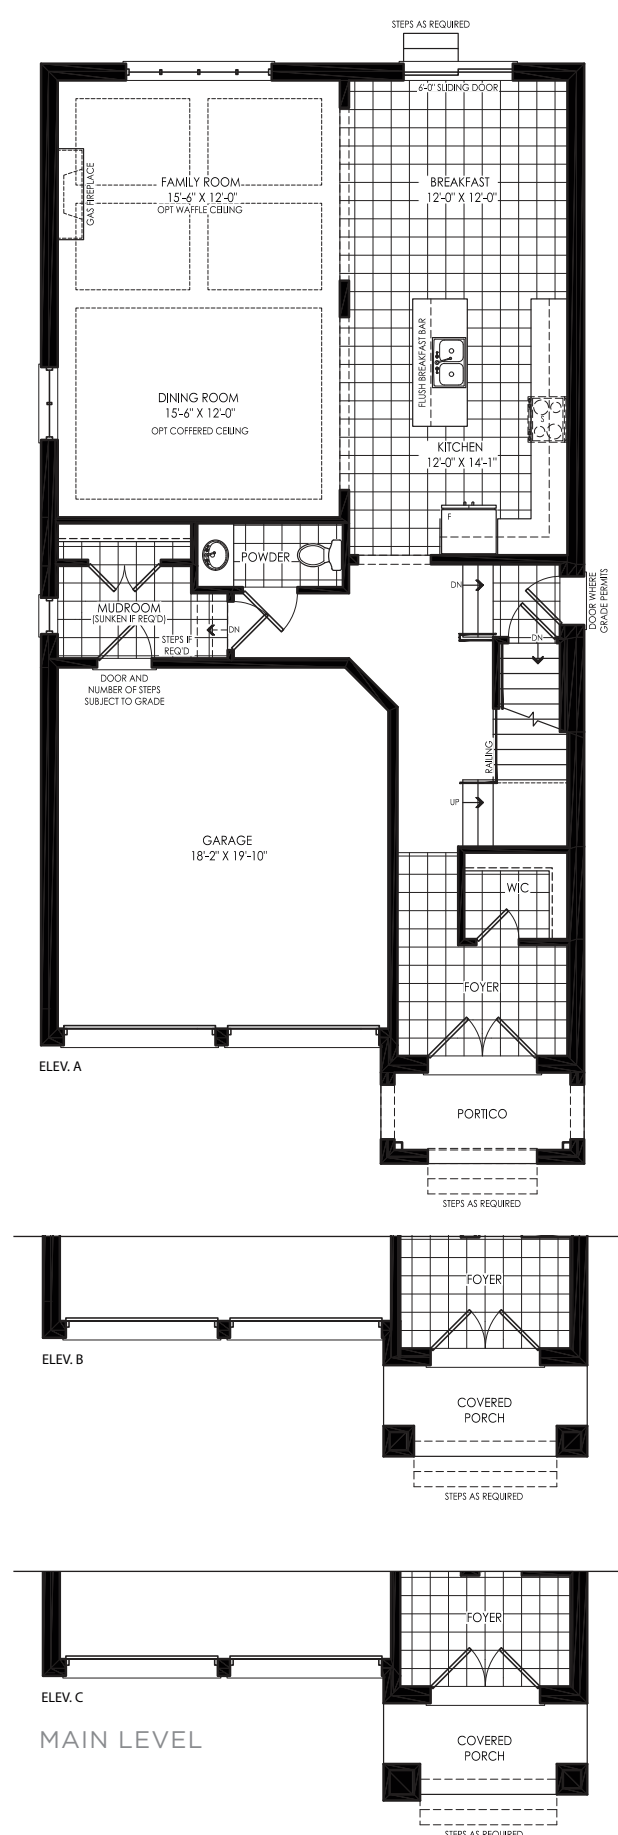 STEPS AS REQUIRED
6'-0" SLIDING DOOR
GAS FIREPLACE
FAMILY ROOM
15'-6" X 12'-0"
OPT WAFFLE CEILING
BREAKFAST
12'-0" X 12'-0"
FLUSH BREAKFAST BAR
DINING ROOM
15'-6" X 12'-0"
OPT COFFERED CEILING
S
KITCHEN
12'-0" X 14'-1"
F
POWDER
MUDROOM
(SUNKEN IF REQ'D)
STEPS IF
REQ'D
DN
DN
DOOR WHERE
GRADE PERMITS
DN
DOOR AND
NUMBER OF STEPS
SUBJECT TO GRADE
RAILING
UP
GARAGE
18'-2" X 19'-10"
WIC
FOYER
ELEV. A
PORTICO
STEPS AS REQUIRED
FOYER
ELEV. B
COVERED
PORCH
STEPS AS REQUIRED
FOYER
ELEV. C
MAIN LEVEL
COVERED
PORCH
STEPS AS REQUIRED